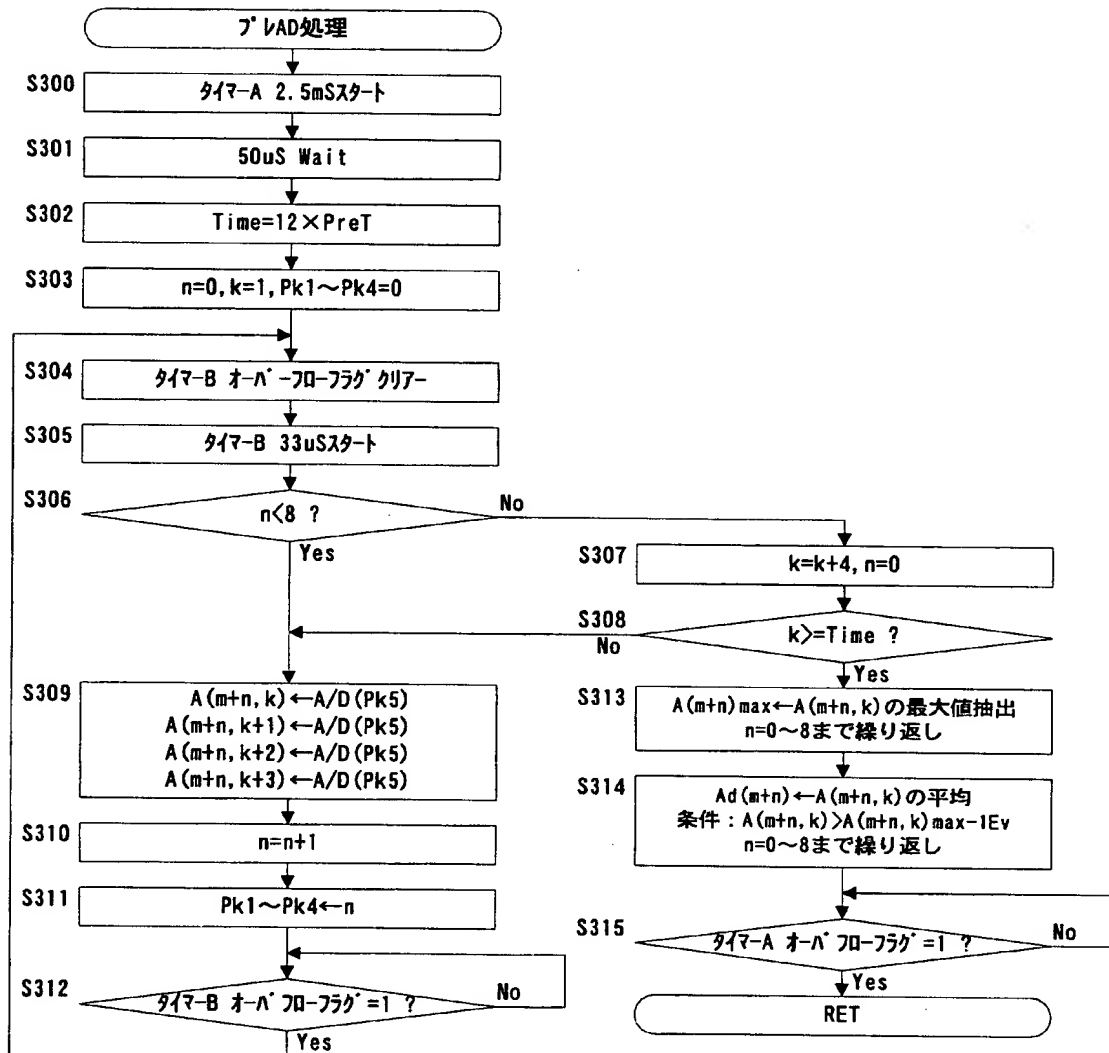 プレAD処理
S300
タイマーA 2.5mSスタート
S301
50uS Wait
S302
Time=12×PreT
S303
n=0,k=1,Pk1～Pk4=0
S304
タイマーB オーバーフローフラグクリアー
S305
タイマーB 33uSスタート
S306
n<8 ?
No
Yes
S307
k=k+4,n=0
S308
k>=Time ?
No
Yes
S309
A(m+n,k)←A/D(Pk5)
A(m+n,k+1)←A/D(Pk5)
A(m+n,k+2)←A/D(Pk5)
A(m+n,k+3)←A/D(Pk5)
S310
n=n+1
S311
Pk1～Pk4←n
S312
タイマーB オーバフローフラグ=1 ?
No
Yes
S313
A(m+n)max←A(m+n,k)の最大値抽出
n=0～8まで繰り返し
S314
Ad(m+n)←A(m+n,k)の平均
条件：A(m+n,k)>A(m+n,k)max-1Ev
n=0～8まで繰り返し
S315
タイマーA オーバフローフラグ=1 ?
No
Yes
RET